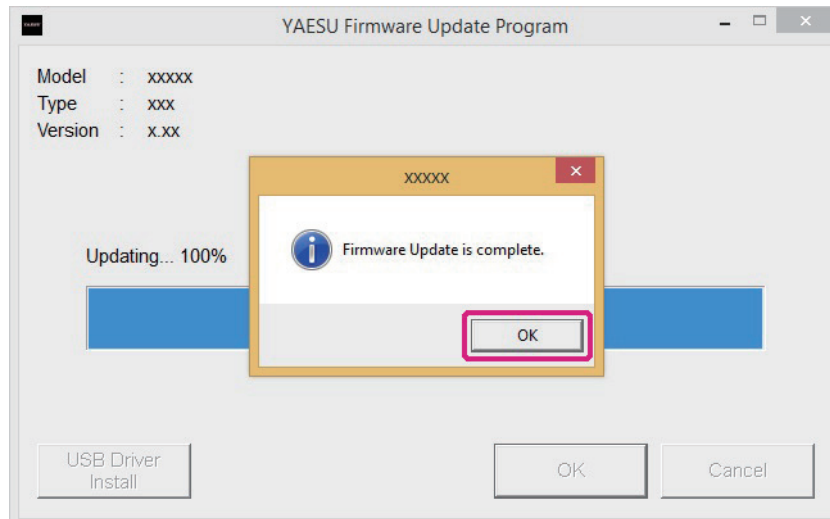 YAESU Firmware Update Program
Model : xxxxx
Type : xxx
Version : x.xx
xxxxx
Firmware Update is complete.
Updating... 100%
OK
USB Driver
Install
OK
Cancel